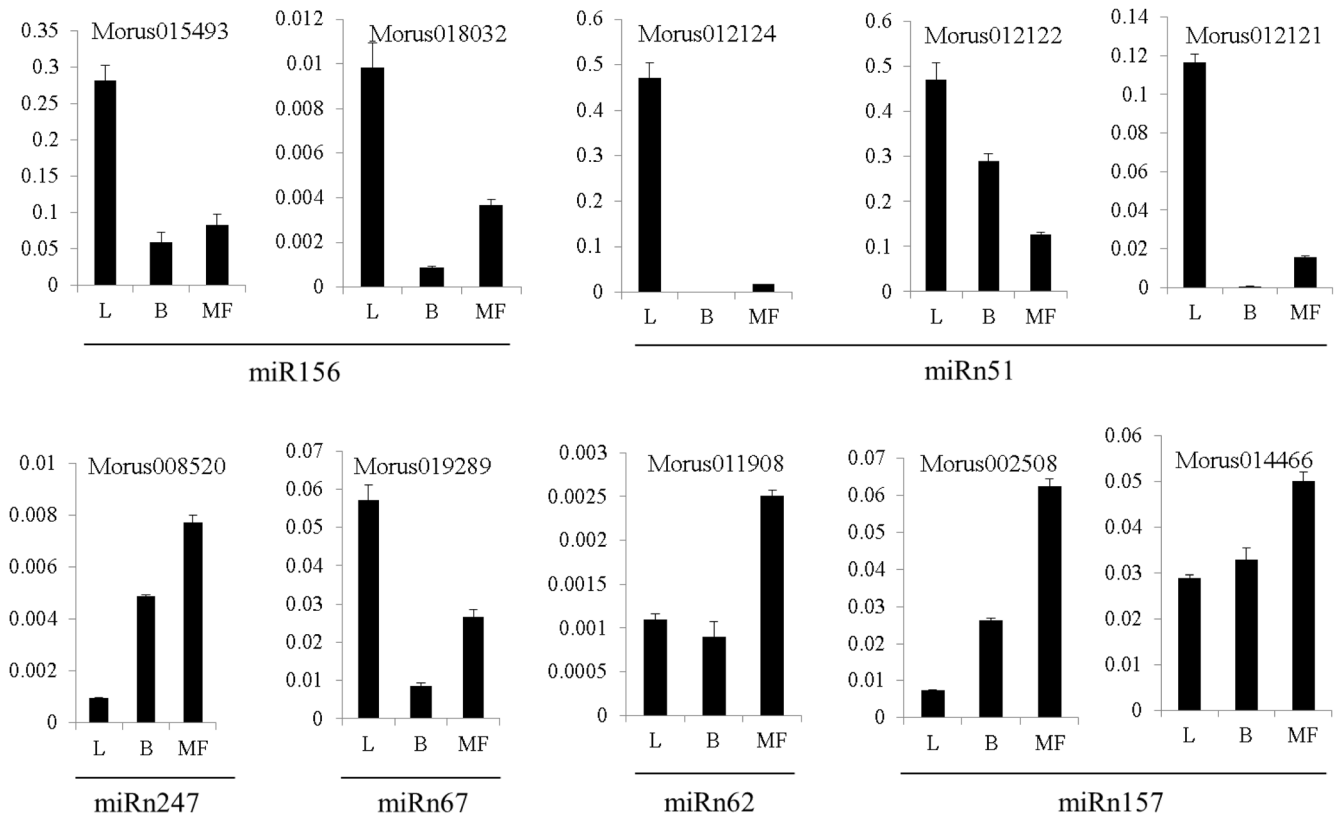 Morus015493
0.35
0.3
0.25
0.2
0.15
0.1
0.05
0
L B MF
Morus018032
0.012
0.01
0.008
0.006
0.004
0.002
0
L B MF
miR156
Morus012124
0.6
0.5
0.4
0.3
0.2
0.1
0
L B MF
Morus012122
0.6
0.5
0.4
0.3
0.2
0.1
0
L B MF
Morus012121
0.14
0.12
0.1
0.08
0.06
0.04
0.02
0
L B MF
miRn51
Morus008520
0.01
0.008
0.006
0.004
0.002
0
L B MF
miRn247
Morus019289
0.07
0.06
0.05
0.04
0.03
0.02
0.01
0
L B MF
miRn67
Morus011908
0.003
0.0025
0.002
0.0015
0.001
0.0005
0
L B MF
miRn62
Morus002508
0.07
0.06
0.05
0.04
0.03
0.02
0.01
0
L B MF
Morus014466
0.06
0.05
0.04
0.03
0.02
0.01
0
L B MF
miRn157